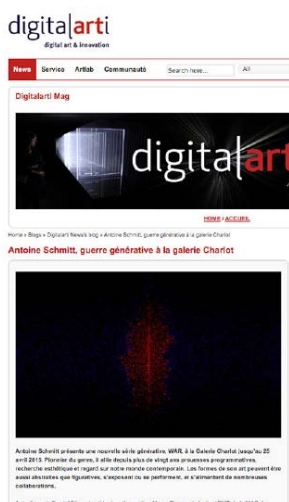 digitalarti
digital art & innovation
News Service Artlab Communauté Search here... All
Digitalarti Mag
digitalart
HOME / ACCUEIL
Home » Blogs » Digitalarti News's blog » Antoine Schmitt, guerre générative à la galerie Charlot
Antoine Schmitt, guerre générative à la galerie Charlot
Antoine Schmitt présente une nouvelle série générative, WAR, à la Galerie Charlot jusqu'au 25
avril 2015. Pionnier du genre, il allie depuis plus de vingt ans prouesses programmatives,
recherche esthétique et regard sur notre monde contemporain. Les formes de son art peuvent être
aussi abstraites que figuratives, s'exposent ou se performent, et s'alimentent de nombreuses
collaborations.